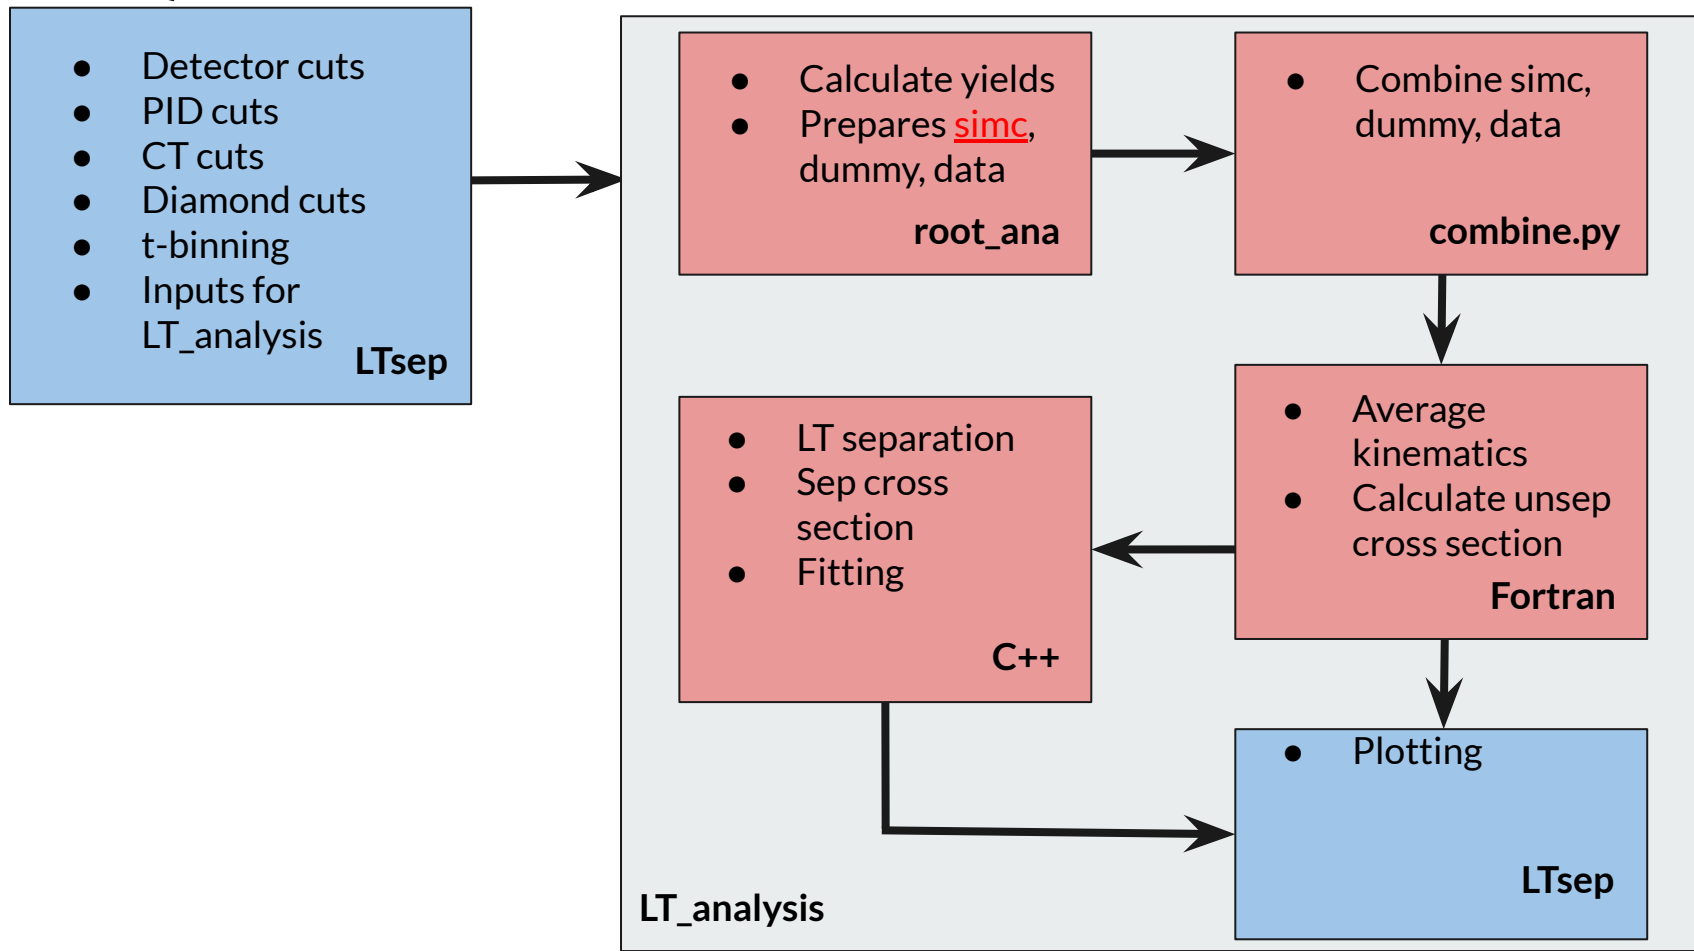 ● Detector cuts
● PID cuts
● CT cuts
● Diamond cuts
● t-binning
● Inputs for
LT_analysis
LTsep
● Calculate yields
● Prepares simc,
dummy, data
root_ana
● Combine simc,
dummy, data
combine.py
● Average
kinematics
● Calculate unsep
cross section
Fortran
● LT separation
● Sep cross
section
● Fitting
C++
● Plotting
LTsep
LT_analysis